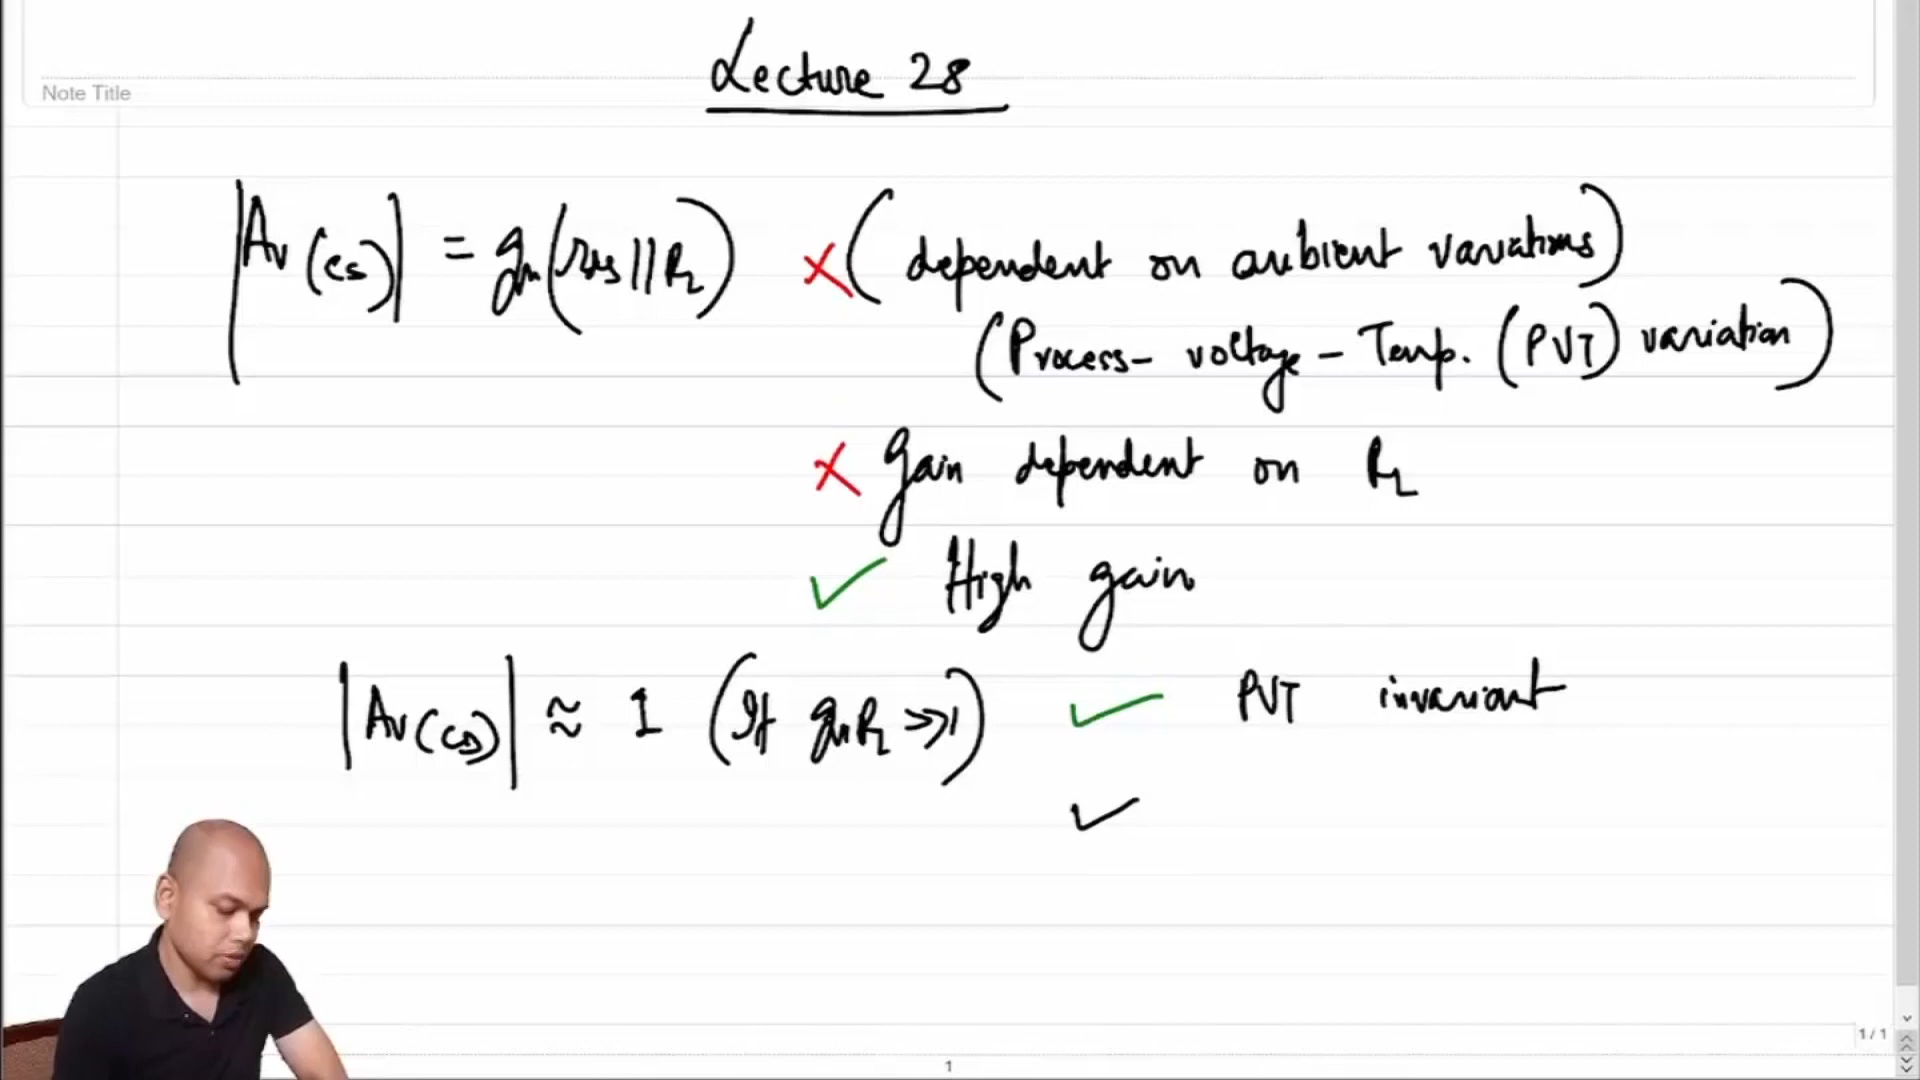 Lecture 28
Note Title
|Av(cs)| = gm(rds||RL) × (dependent on ambient variations)
(Process- voltage - Temp. (PVT) variation)
× Gain dependent on RL
✓ High gain
|Av(CD)| ≈ 1 (If gmRL >>1) ✓ PVT invariant
✓
1 / 1
1